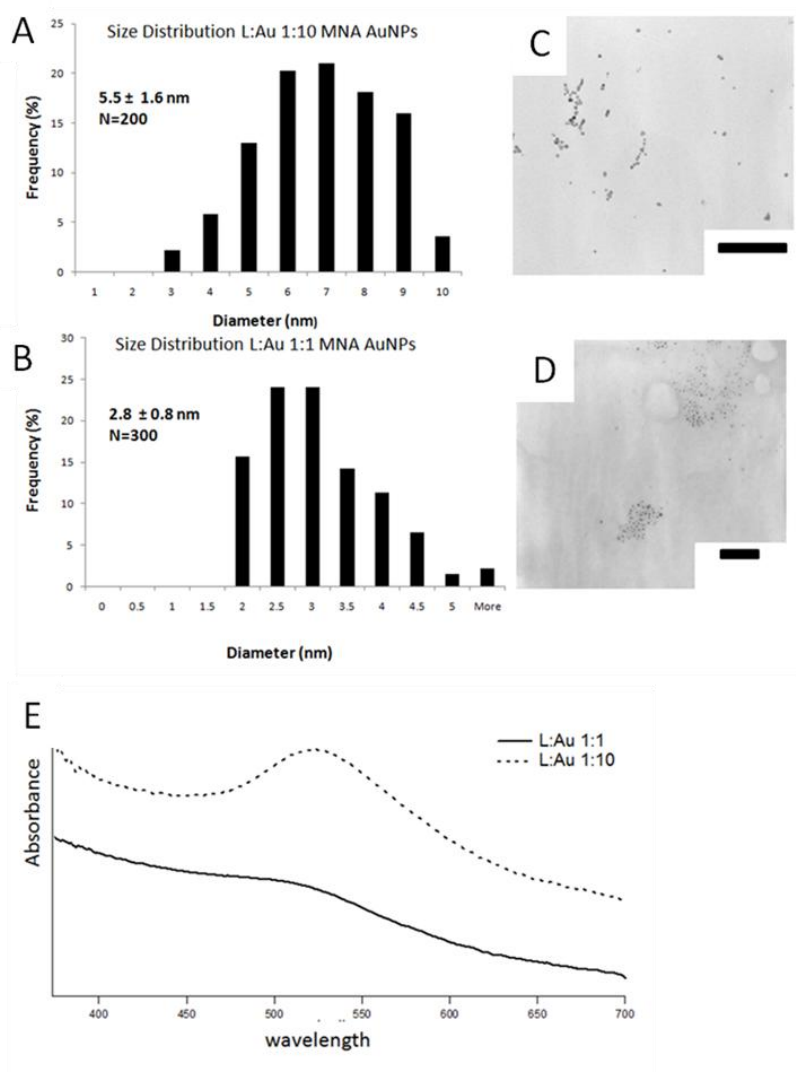 A
Size Distribution L:Au 1:10 MNA AuNPs
5.5 ± 1.6 nm
N=200
Frequency (%)
25
20
15
10
5
0
1 2 3 4 5 6 7 8 9 10
Diameter (nm)
B
Size Distribution L:Au 1:1 MNA AuNPs
2.8 ±0.8 nm
N=300
Frequency (%)
30
25
20
15
10
5
0
0 0.5 1 1.5 2 2.5 3 3.5 4 4.5 5 More
Diameter (nm)
C
D
E
L:Au 1:1
L:Au 1:10
Absorbance
400 450 500 550 600 650 700
wavelength